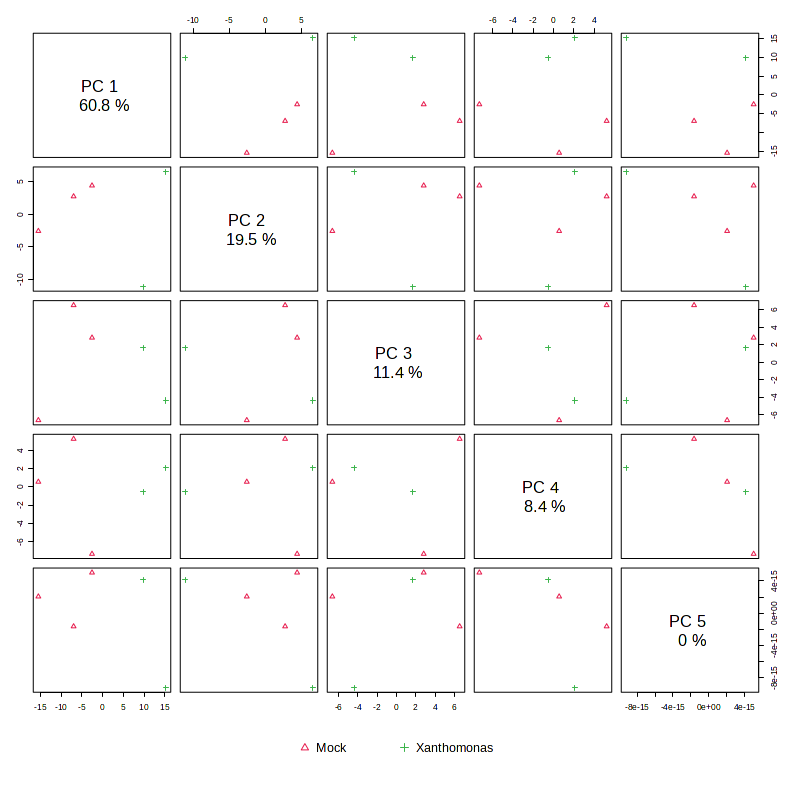 -10 -5 0 5
-6 -4 -2 0 2 4
PC 1
60.8 %
15
10
5
0
-5
-15
5
0
-5
-10
PC 2
19.5 %
PC 3
11.4 %
6
4
2
0
-2
-4
-6
4
2
0
-2
-4
-6
PC 4
8.4 %
PC 5
0 %
4e-15
0e+00
-4e-15
-8e-15
-15 -10 -5 0 5 10 15
-6 -4 -2 0 2 4 6
-8e-15 -4e-15 0e+00 4e-15
Mock Xanthomonas